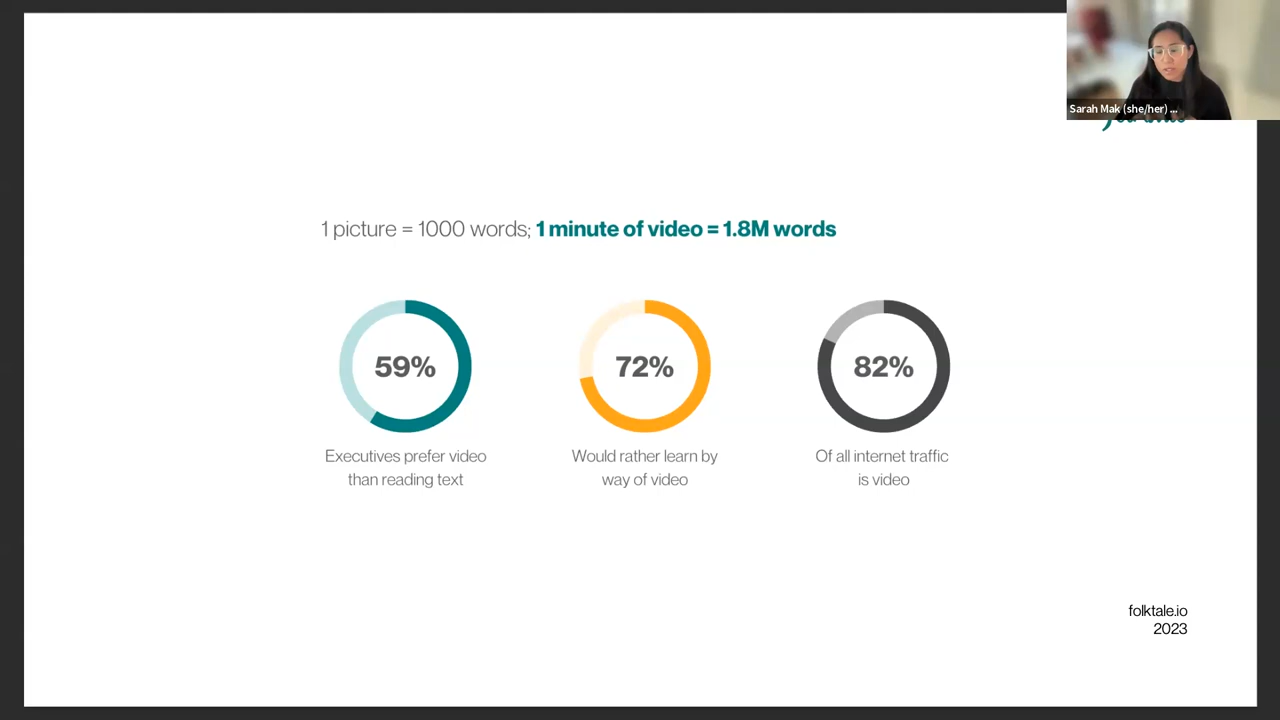 Sarah Mak (she/her) ...
1 picture = 1000 words; 1 minute of video = 1.8M words
59%
72%
82%
Executives prefer video
than reading text
Would rather learn by
way of video
Of all internet traffic
is video
folktale.io
2023